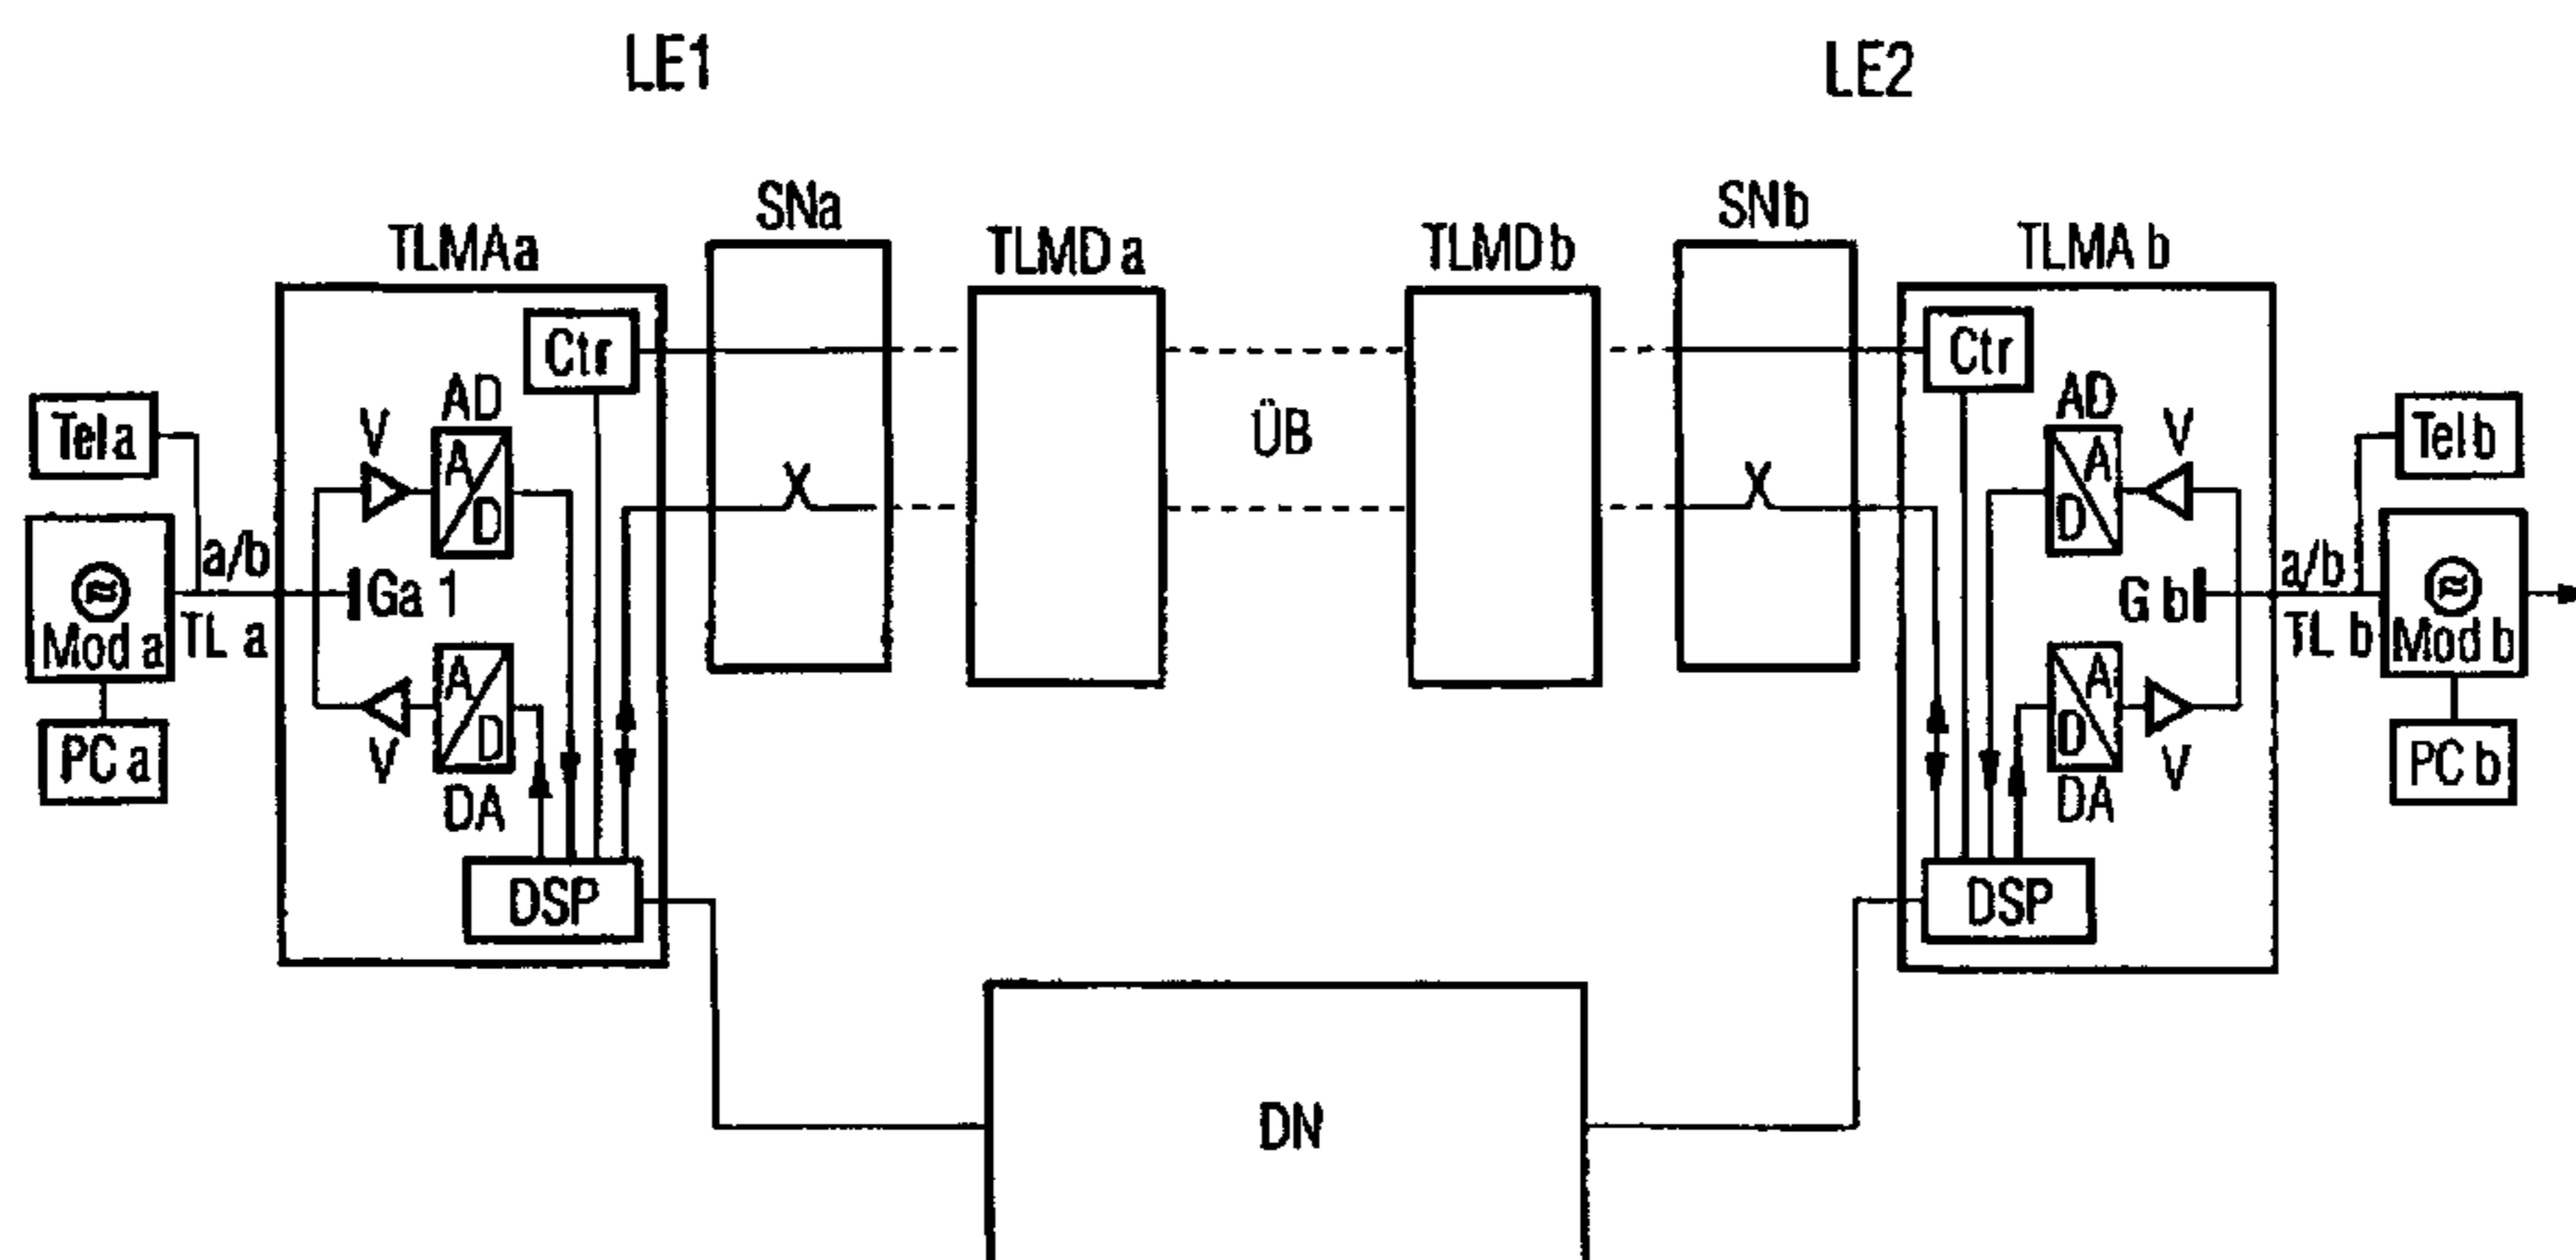 LE1
LE2
SNa
SNb
TLMAa
TLMD a
TLMD b
TLMA b
Ctr
Ctr
AD
V
A
D
AD
V
A
D
Tel a
Tel b
ÜB
X
X
a/b
Ga 1
TL a
Mod a
PC a
A
D
V
DA
DSP
a/b
G b
TL b
Mod b
PC b
A
D
V
DA
DSP
DN